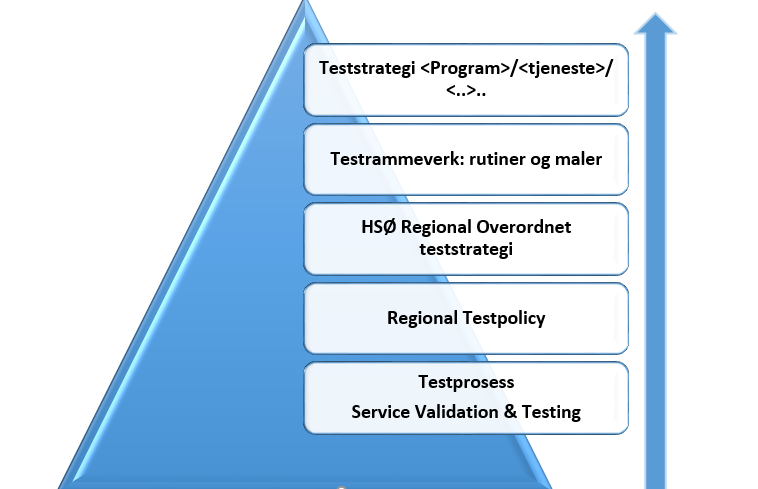 Teststrategi <Program>/<tjeneste>/
<..>..
Testrammeverk: rutiner og maler
HSØ Regional Overordnet
teststrategi
Regional Testpolicy
Testprosess
Service Validation & Testing